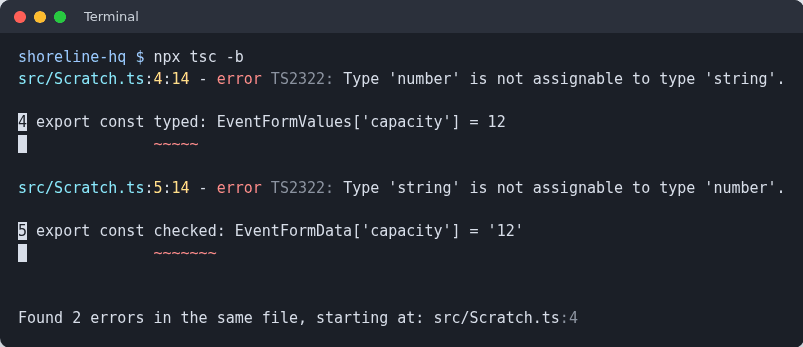 Terminal
shoreline-hq $ npx tsc -b
src/Scratch.ts:4:14 - error TS2322: Type 'number' is not assignable to type 'string'.
4 export const typed: EventFormValues['capacity'] = 12
~~~~~
src/Scratch.ts:5:14 - error TS2322: Type 'string' is not assignable to type 'number'.
5 export const checked: EventFormData['capacity'] = '12'
~~~~~~~
Found 2 errors in the same file, starting at: src/Scratch.ts:4